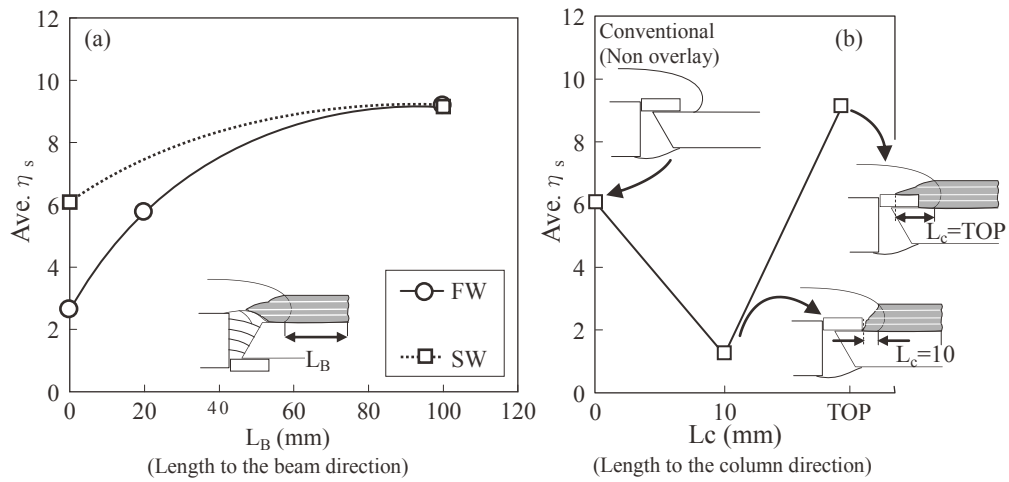 (a)
Ave. η s
12
10
8
6
4
2
0
0
20
40
60
80
100
120
FW
SW
L_B
L_B (mm)
(Length to the beam direction)
(b)
Conventional
(Non overlay)
Ave. η s
12
10
8
6
4
2
0
L_c=TOP
L_c=10
0
10
TOP
Lc (mm)
(Length to the column direction)